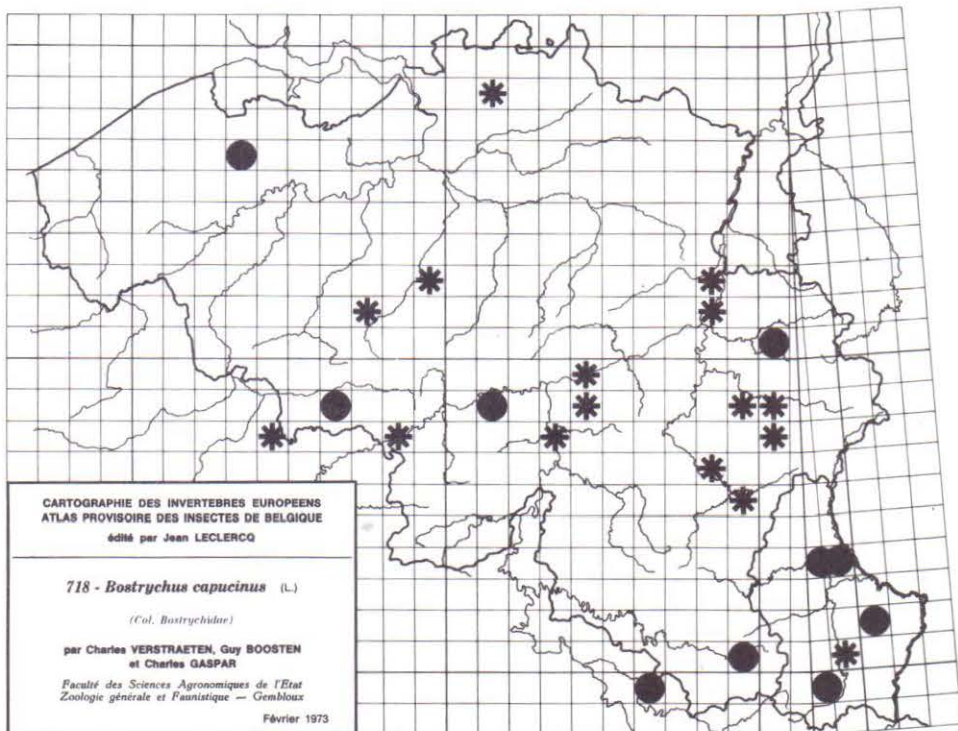 CARTOGRAPHIE DES INVERTEBRES EUROPEENS
ATLAS PROVISOIRE DES INSECTES DE BELGIQUE
édité par Jean LECLERCQ
718 - Bostrychus capucinus (L.)
(Col. Bostrychidae)
par Charles VERSTRAETEN, Guy BOOSTEN
et Charles GASPAR
Faculté des Sciences Agronomiques de l'Etat
Zoologie générale et Faunistique — Gembloux
Février 1973